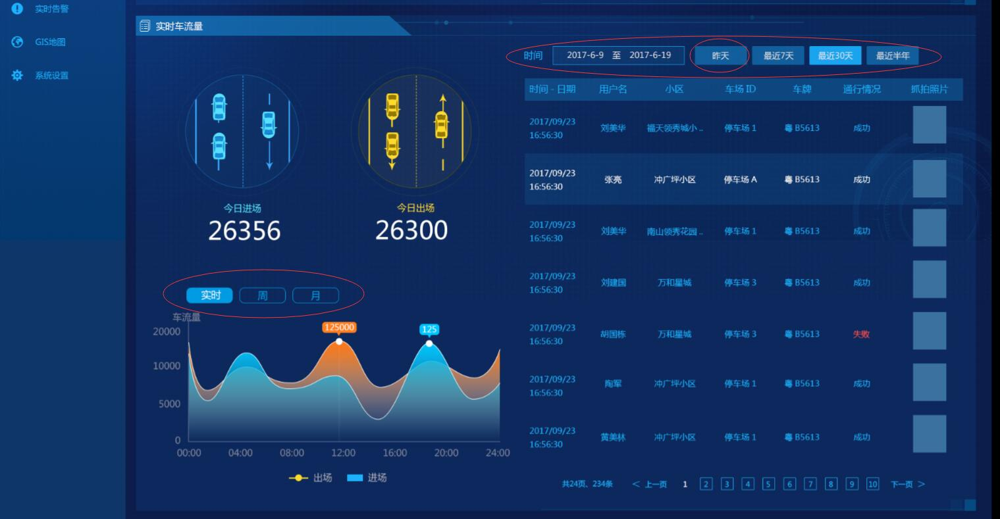 实时告警
GIS地图
系统设置
实时车流量
今日进场
26356
今日出场
26300
实时 周 月
车流量
20000
10000
5000
0
125000
125
00:00 04:00 08:00 12:00 16:00 20:00 24:00
出场 进场
时间 2017-6-9 至 2017-6-19 昨天 最近7天 最近30天 最近半年
时间 - 日期 用户名 小区 车场 ID 车牌 通行情况 抓拍照片
2017/09/23
16:56:30
刘美华 福天领秀城小 .. 停车场 1 粤 B5613 成功
2017/09/23
16:56:30
张亮 冲广坪小区 停车场 A 粤 B5613 成功
2017/09/23
16:56:30
刘美华 南山领秀花园 .. 停车场 1 粤 B5613 成功
2017/09/23
16:56:30
刘建国 万和星城 停车场 3 粤 B5613 成功
2017/09/23
16:56:30
胡国栋 万和星城 停车场 3 粤 B5613 失败
2017/09/23
16:56:30
陶军 冲广坪小区 停车场 1 粤 B5613 成功
2017/09/23
16:56:30
黄美林 冲广坪小区 停车场 1 粤 B5613 成功
共24页、234条 < 上一页 1 2 3 4 5 6 7 8 9 10 下一页 >